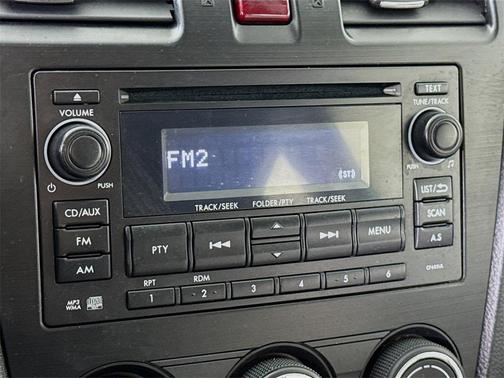 TEXT
VOLUME
TUNE/TRACK
FM2
(ST)
PUSH
PUSH
TRACK/SEEK FOLDER/PTY TRACK/SEEK
CD/AUX
LIST/
FM
PTY
MENU
SCAN
AM
A.S
RPT RDM
1 2 3 4 5 6
MP3
WMA